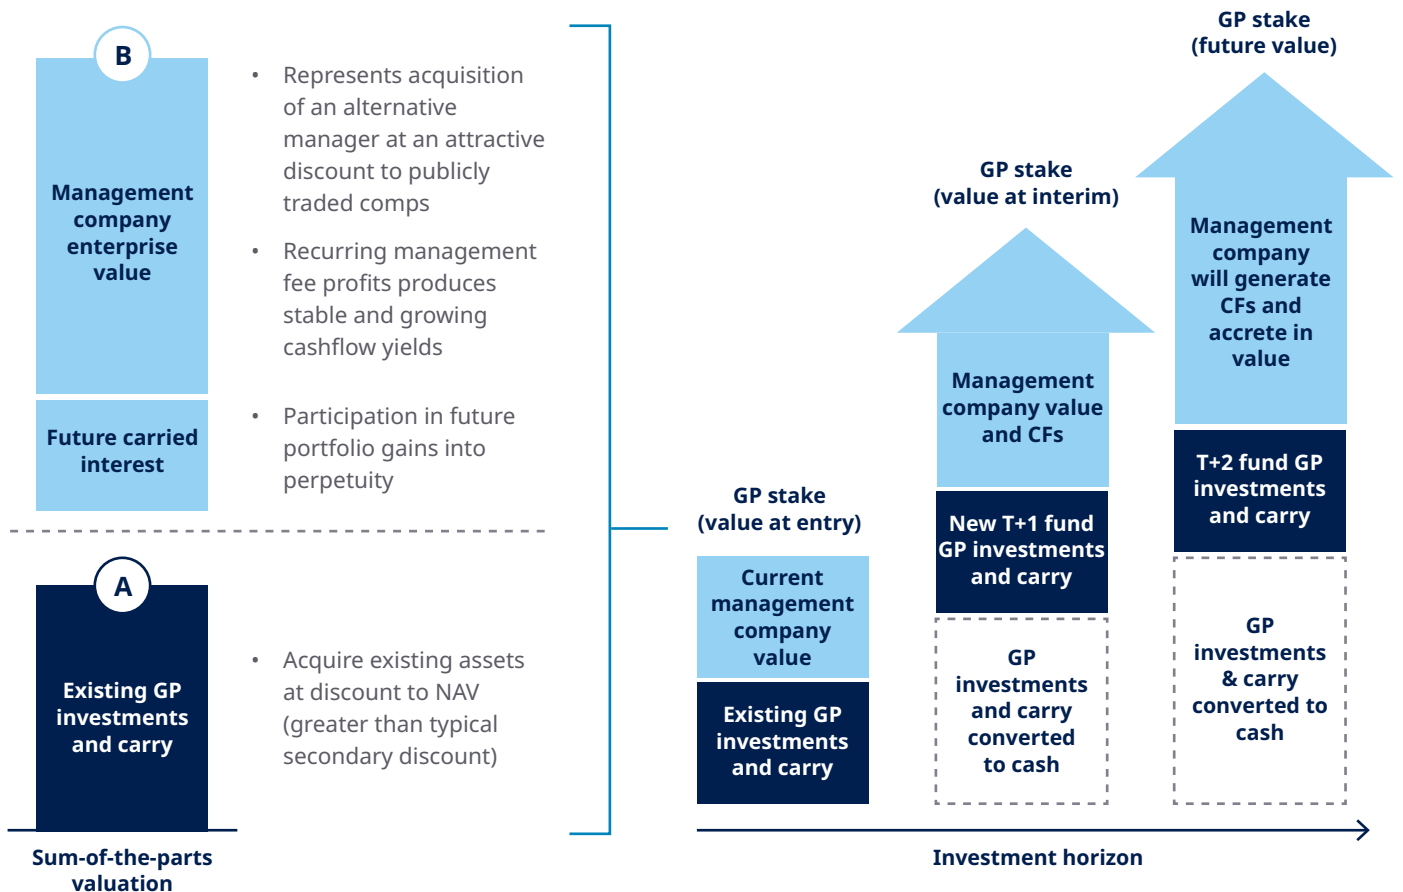 B
Management
company
enterprise
value
Future carried
interest
• Represents acquisition
of an alternative
manager at an attractive
discount to publicly
traded comps
• Recurring management
fee profits produces
stable and growing
cashflow yields
• Participation in future
portfolio gains into
perpetuity
A
Existing GP
investments
and carry
• Acquire existing assets
at discount to NAV
(greater than typical
secondary discount)
Sum-of-the-parts
valuation
GP stake
(value at entry)
Current
management
company
value
Existing GP
investments
and carry
GP stake
(value at interim)
Management
company value
and CFs
New T+1 fund
GP investments
and carry
GP
investments
and carry
converted
to cash
GP stake
(future value)
Management
company
will generate
CFs and
accrete in
value
T+2 fund GP
investments
and carry
GP
investments
& carry
converted to
cash
Investment horizon